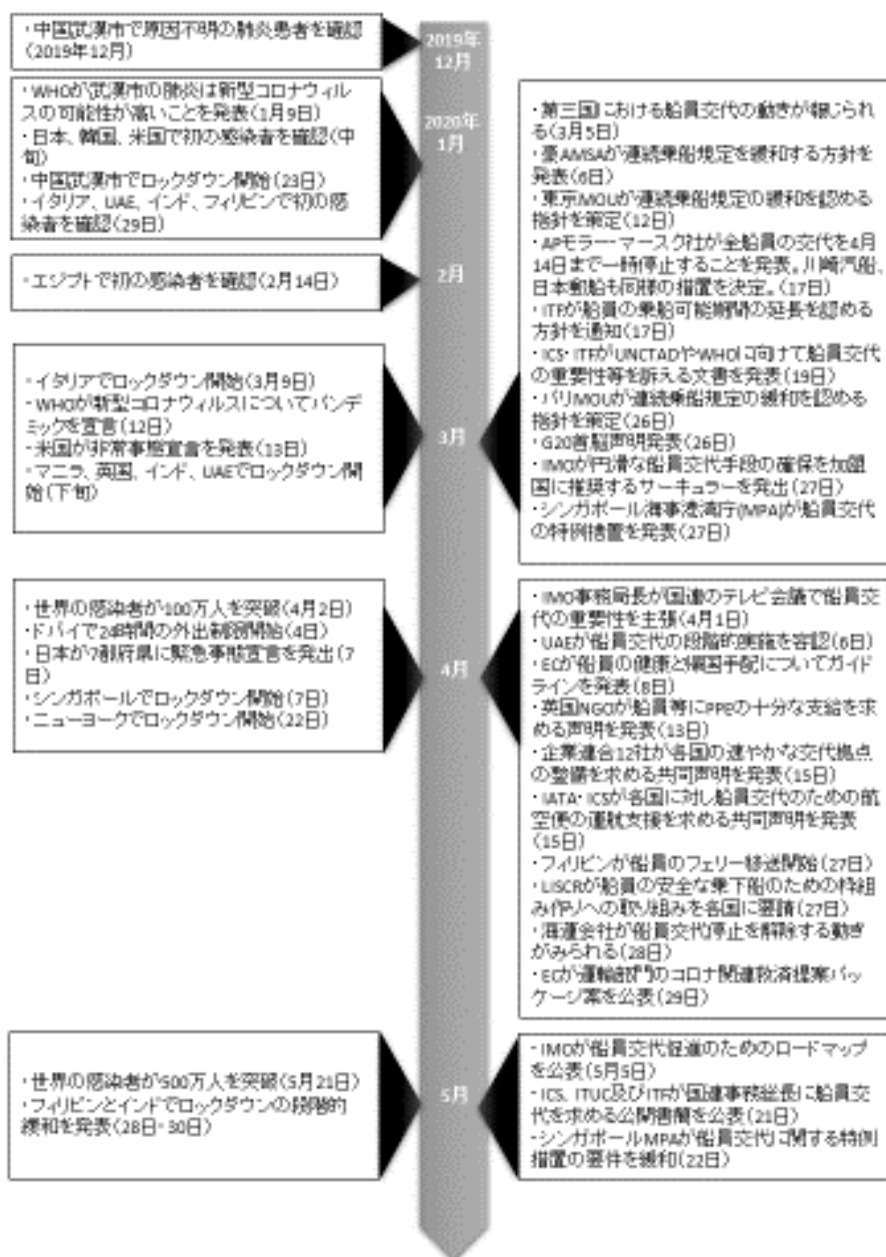 ・中国武漢市で原因不明の肺炎患者を確認
(2019年12月)
2019年
12月
・WHOが武漢市の肺炎は新型コロナウィル
スの可能性が高いことを発表(1月9日)
・日本、韓国、米国で初の感染者を確認(中
旬)
・中国武漢市でロックダウン開始(23日)
・イタリア、UAE、インド、フィリピンで初の感
染者を確認(29日)
2020年
1月
・エジプトで初の感染者を確認(2月14日)
2月
・イタリアでロックダウン開始(3月9日)
・WHOが新型コロナウィルスについてパンデ
ミックを宣言(12日)
・米国が非常事態宣言を発表(13日)
・マニラ、英国、インド、UAEでロックダウン開
始(下旬)
3月
・第三国における船員交代の動きが報じられ
る(3月5日)
・豪AMSAが連続乗船規定を緩和する方針を
発表(6日)
・東京MOUが連続乗船規定の緩和を認める
指針を策定(12日)
・APモラー・マースク社が全船員の交代を4月
14日まで一時停止することを発表。川崎汽船、
日本郵船も同様の措置を決定。(17日)
・ITFが船員の乗船可能期間の延長を認める
方針を通知(17日)
・ICS・ITFがUNCTADやWHOに向けて船員交代
の重要性等を訴える文書を発表(19日)
・パリMOUが連続乗船規定の緩和を認める
指針を策定(26日)
・G20首脳声明発表(26日)
・IMOが円滑な船員交代手段の確保を加盟
国に推奨するサーキュラーを発出(27日)
・シンガポール海事港湾庁(MPA)が船員交代
の特例措置を発表(27日)
・世界の感染者が100万人を突破(4月2日)
・ドバイで24時間の外出制限開始(4日)
・日本が7都府県に緊急事態宣言を発出(7
日)
・シンガポールでロックダウン開始(7日)
・ニューヨークでロックダウン開始(22日)
4月
・IMO事務局長が国連のテレビ会議で船員交
代の重要性を主張(4月1日)
・UAEが船員交代の段階的実施を容認(6日)
・ECが船員の健康と帰国手配についてガイド
ラインを発表(8日)
・英国NGOが船員等にPPEの十分な支給を求
める声明を発表(13日)
・企業連合12社が各国の速やかな交代拠点
の整備を求める共同声明を発表(15日)
・IATA・ICSが各国に対し船員交代のための航
空便の運航支援を求める共同声明を発表
(15日)
・フィリピンが船員のフェリー移送開始(27日)
・LISCRが船員の安全な乗下船のための枠組
み作りへの取り組みを各国に要請(27日)
・海運会社が船員交代停止を解除する動き
がみられる(28日)
・ECが運輸部門のコロナ関連救済提案パッ
ケージ案を公表(29日)
・世界の感染者が500万人を突破(5月21日)
・フィリピンとインドでロックダウンの段階的
緩和を発表(28日・30日)
5月
・IMOが船員交代促進のためのロードマップ
を公表(5月5日)
・ICS、ITUC及びITFが国連事務総長に船員交
代を求める公開書簡を公表(21日)
・シンガポールMPAが船員交代に関する特例
措置の要件を緩和(22日)